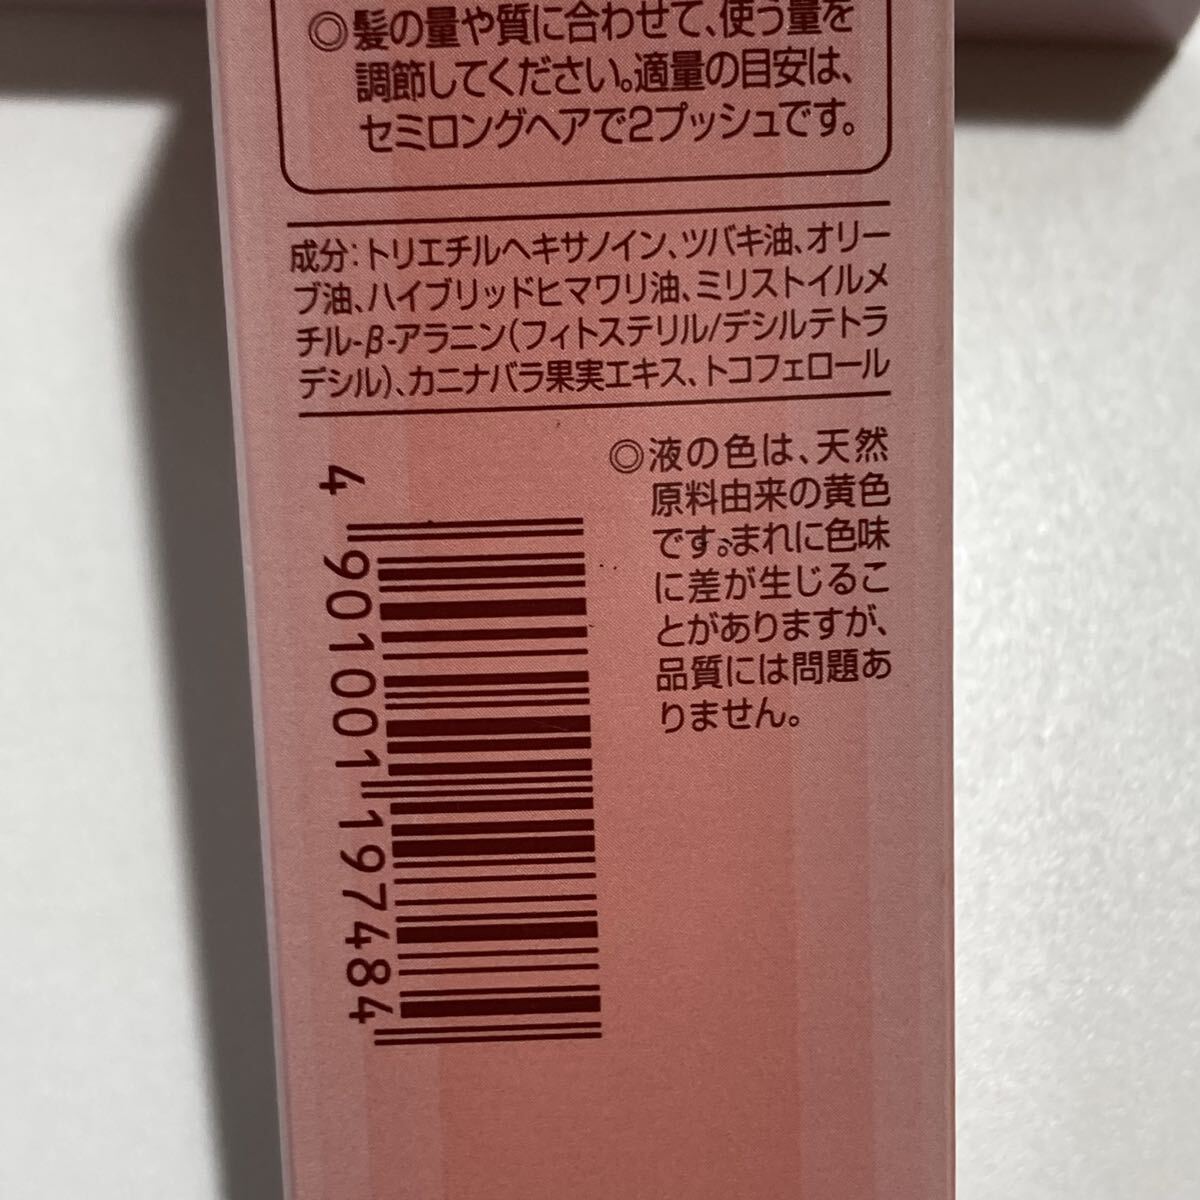 ◎髪の量や質に合わせて、使う量を
調節してください。適量の目安は、
セミロングヘアで2プッシュです。
成分：トリエチルヘキサノイン、ツバキ油、オリー
ブ油、ハイブリッドヒマワリ油、ミリストイルメ
チル-β-アラニン(フィトステリル/デシルテトラ
デシル)、カニナバラ果実エキス、トコフェロール
◎液の色は、天然
原料由来の黄色
です。まれに色味
に差が生じるこ
とがありますが、
品質には問題あ
りません。
4 901001 197484